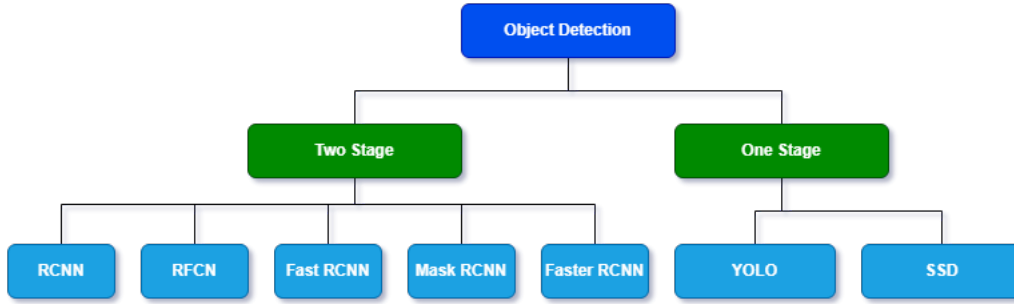 Object Detection
Two Stage
One Stage
RCNN
RFCN
Fast RCNN
Mask RCNN
Faster RCNN
YOLO
SSD